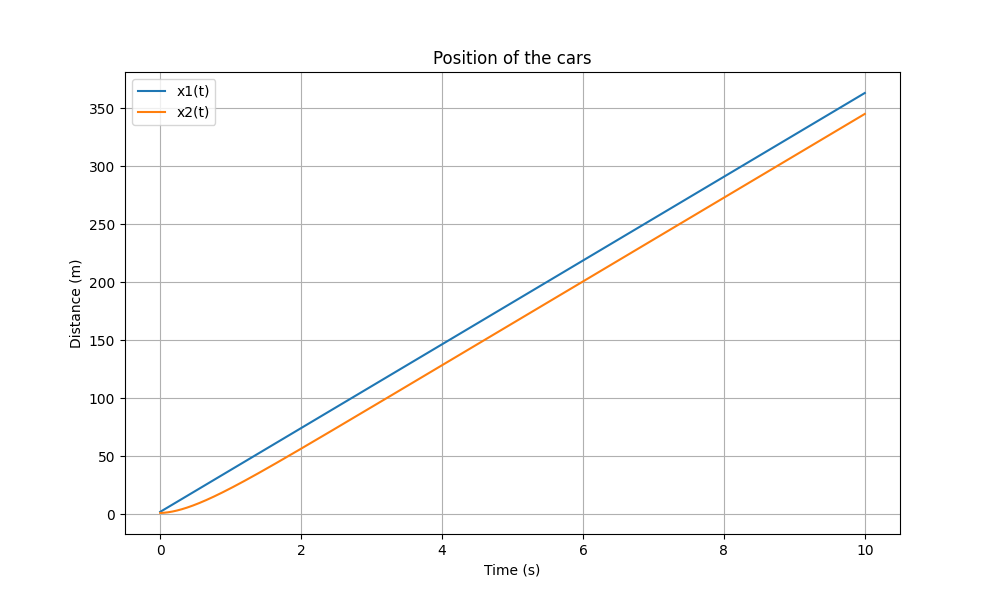 Position of the cars
x1(t)
x2(t)
350
300
250
200
150
100
50
0
Distance (m)
0 2 4 6 8 10
Time (s)